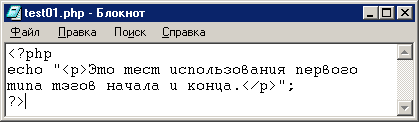 test01.php - Блокнот
Файл Правка Поиск Справка
<?php
echo "<p>Это тест использования первого
типа тэгов начала и конца.</p>";
?>